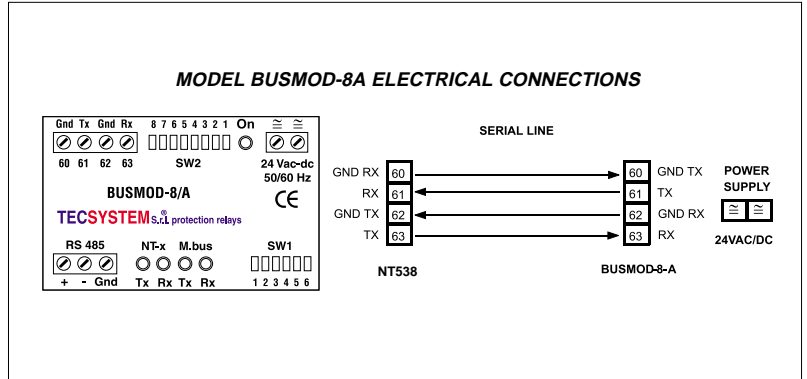 MODEL BUSMOD-8A ELECTRICAL CONNECTIONS
Gnd Tx Gnd Rx 8 7 6 5 4 3 2 1 On ≅ ≅
60 61 62 63 SW2 24 Vac-dc
50/60 Hz
BUSMOD-8/A CE
TECSYSTEM S.r.l.® protection relays
RS 485 NT-x M.bus SW1
+ - Gnd Tx Rx Tx Rx 1 2 3 4 5 6
SERIAL LINE
GND RX 60 60 GND TX
RX 61 61 TX
GND TX 62 62 GND RX
TX 63 63 RX
NT538 BUSMOD-8-A
POWER
SUPPLY
≅ ≅
24VAC/DC